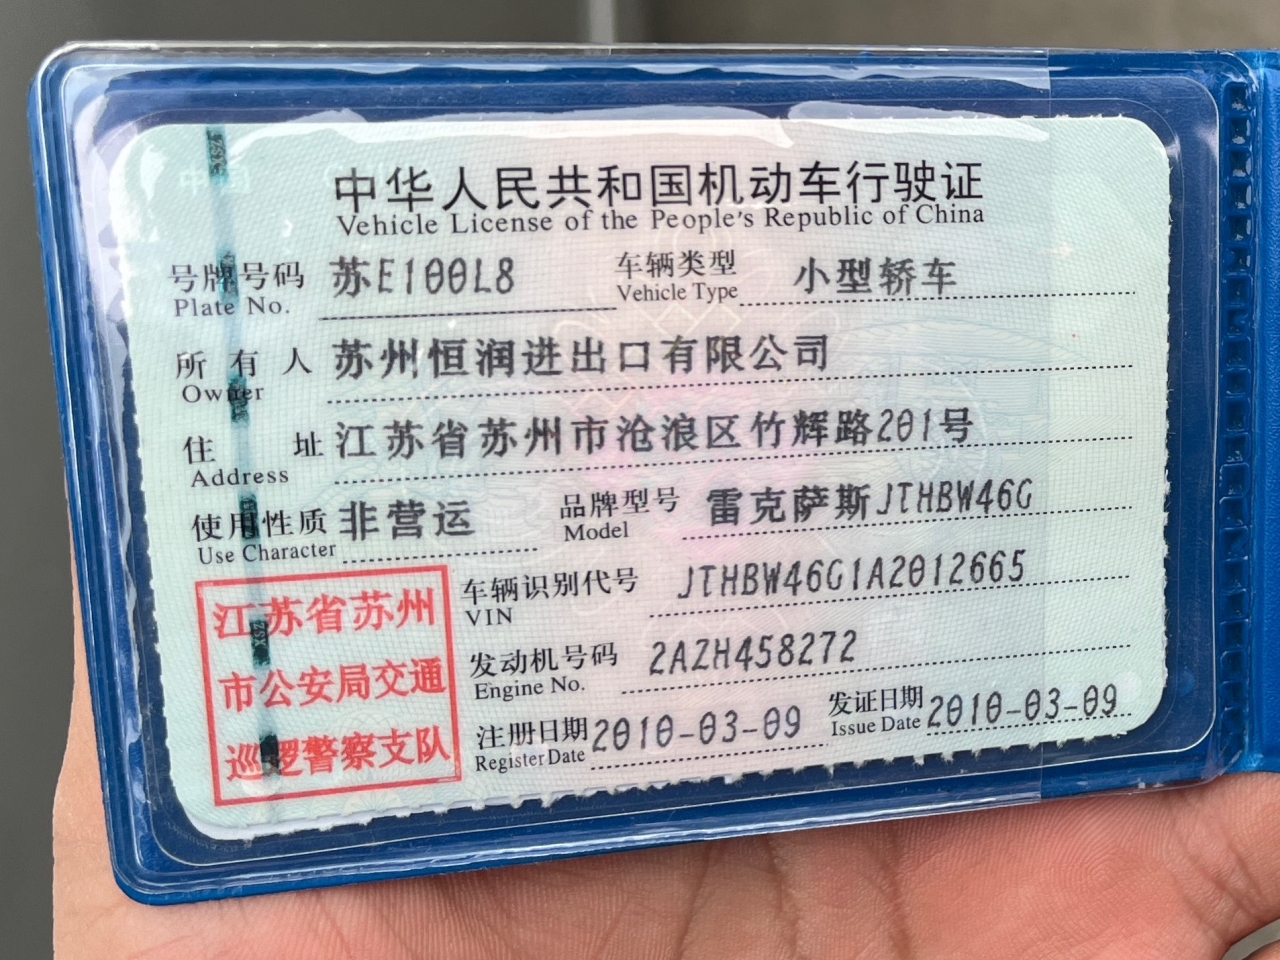 中华人民共和国机动车行驶证
Vehicle License of the People's Republic of China
号牌号码 苏E100L8 车辆类型 小型轿车
Plate No. Vehicle Type
所有人 苏州恒润进出口有限公司
Owner
住址 江苏省苏州市沧浪区竹辉路201号
Address
使用性质 非营运 品牌型号 雷克萨斯JTHBW46G
Use Character Model
车辆识别代号 JTHBW46G1A2012665
VIN
发动机号码 2AZH458272
Engine No.
注册日期 2010-03-09 发证日期 2010-03-09
Register Date Issue Date
江苏省苏州
市公安局交通
巡逻警察支队